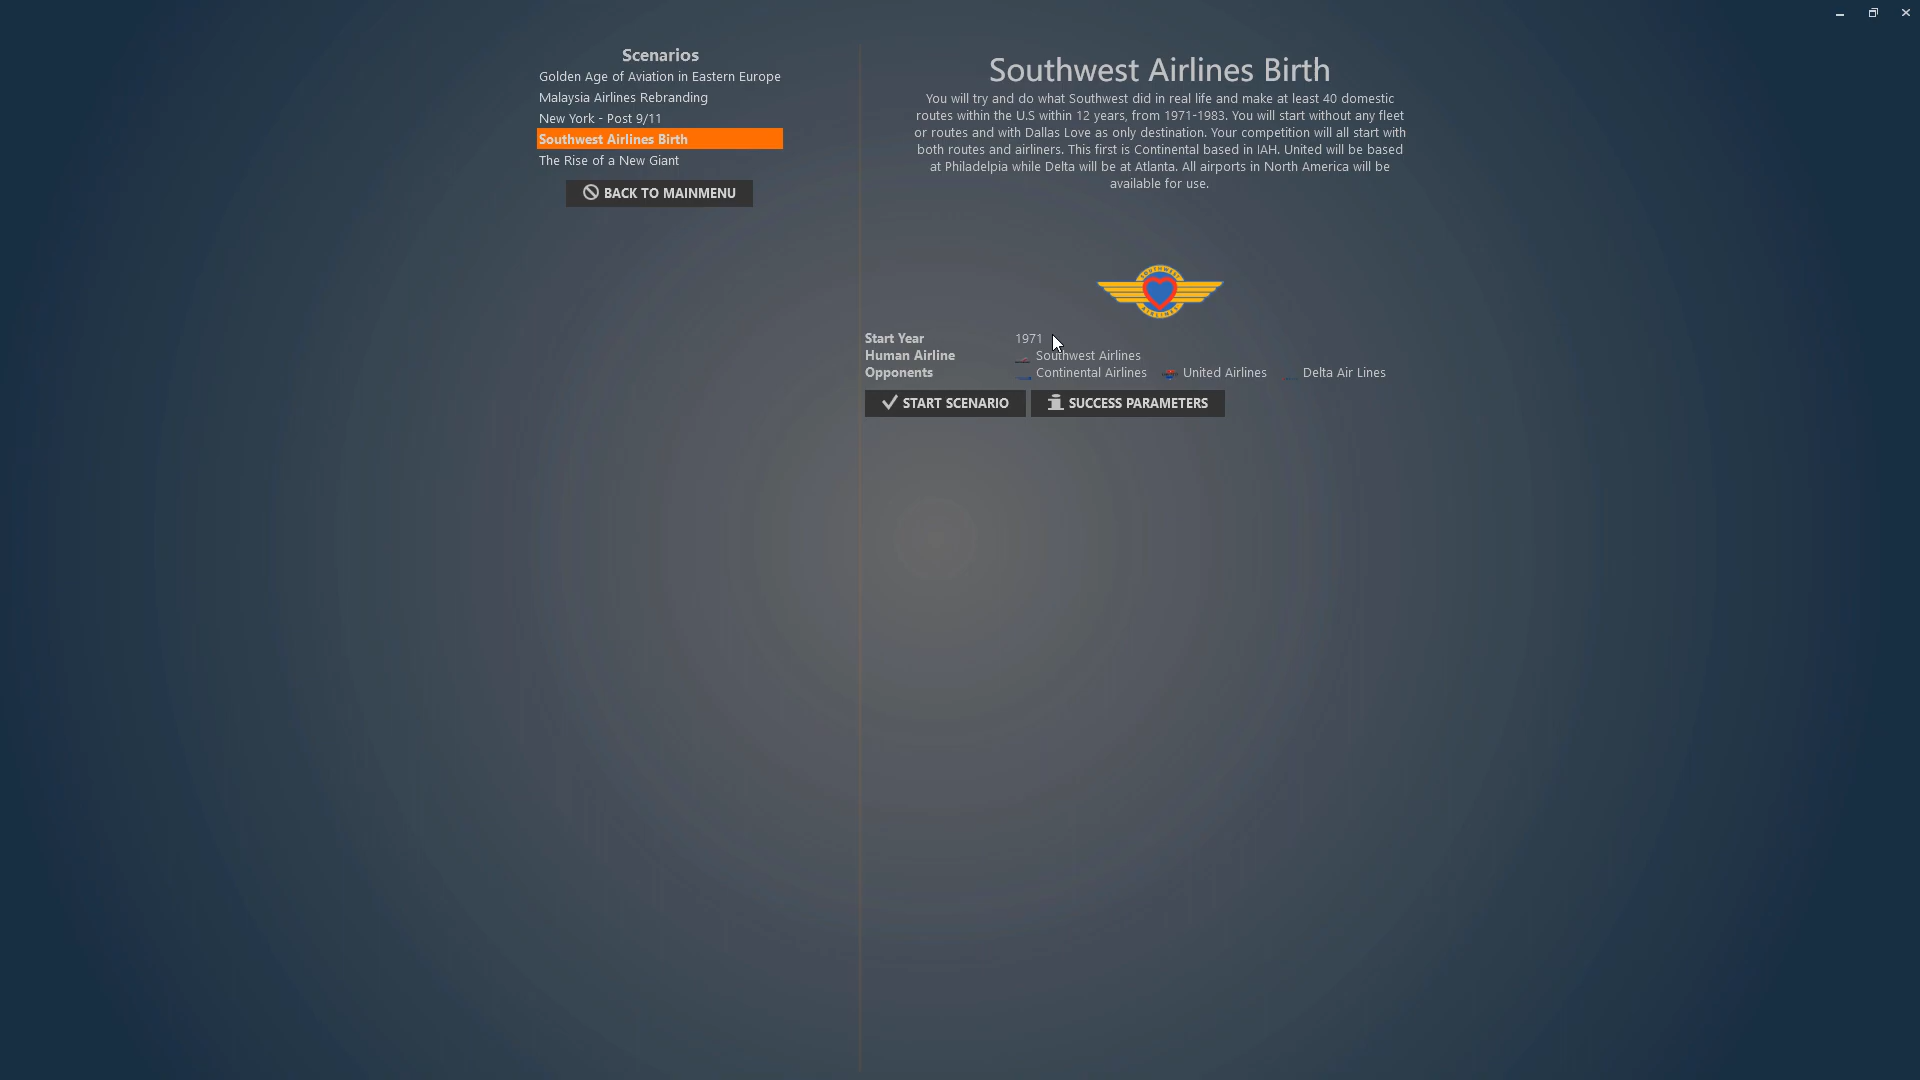 Scenarios
Golden Age of Aviation in Eastern Europe
Malaysia Airlines Rebranding
New York - Post 9/11
Southwest Airlines Birth
The Rise of a New Giant
BACK TO MAINMENU
Southwest Airlines Birth
You will try and do what Southwest did in real life and make at least 40 domestic
routes within the U.S within 12 years, from 1971-1983. You will start without any fleet
or routes and with Dallas Love as only destination. Your competition will all start with
both routes and airliners. This first is Continental based in IAH. United will be based
at Philadelpia while Delta will be at Atlanta. All airports in North America will be
available for use.
SOUTHWEST
AIRLINES
Start Year 1971
Human Airline Southwest Airlines
Opponents Continental Airlines United Airlines Delta Air Lines
START SCENARIO SUCCESS PARAMETERS